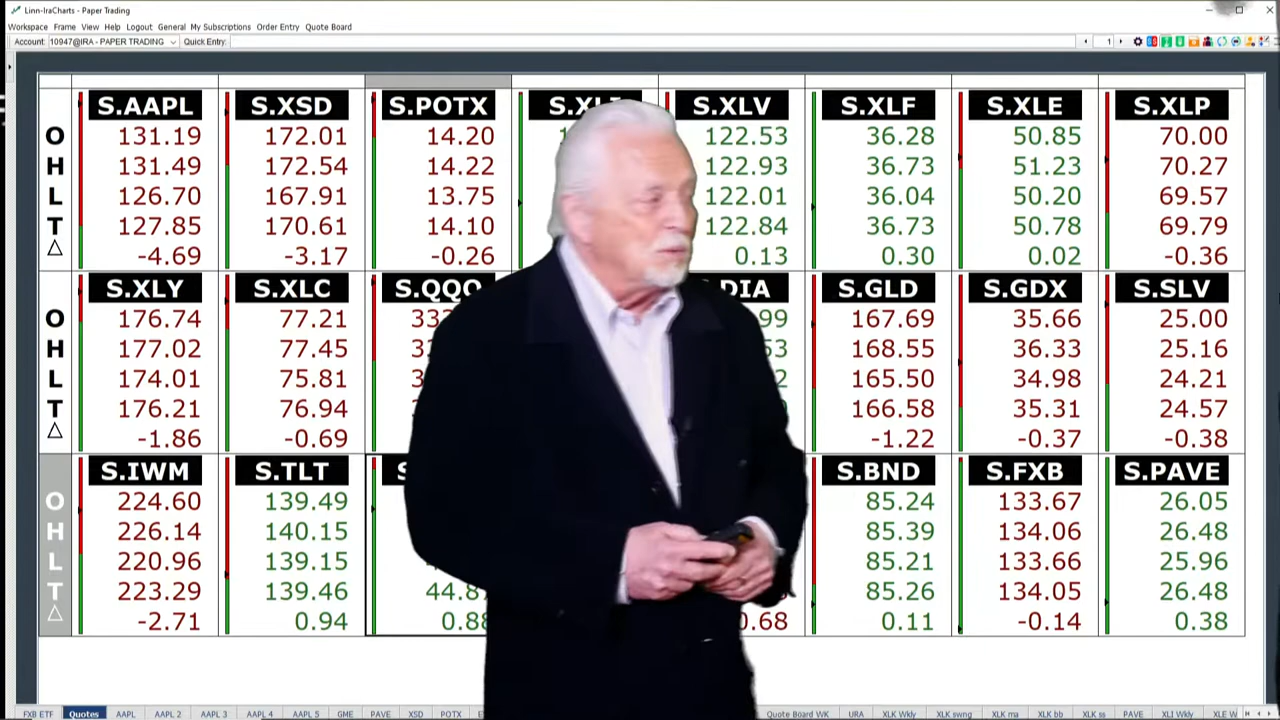 Linn-IraCharts - Paper Trading
Workspace Frame View Help Logout General My Subscriptions Order Entry Quote Board
Account: 10947@IRA - PAPER TRADING Quick Entry: 1
S.AAPL S.XSD S.POTX S.XLI S.XLV S.XLF S.XLE S.XLP
O 131.19 172.01 14.20 122.53 36.28 50.85 70.00
H 131.49 172.54 14.22 122.93 36.73 51.23 70.27
L 126.70 167.91 13.75 122.01 36.04 50.20 69.57
T 127.85 170.61 14.10 122.84 36.73 50.78 69.79
△ -4.69 -3.17 -0.26 0.13 0.30 0.02 -0.36
S.XLY S.XLC S.QQQ DIA S.GLD S.GDX S.SLV
O 176.74 77.21 99 167.69 35.66 25.00
H 177.02 77.45 168.55 36.33 25.16
L 174.01 75.81 165.50 34.98 24.21
T 176.21 76.94 166.58 35.31 24.57
△ -1.86 -0.69 -1.22 -0.37 -0.38
S.IWM S.TLT S.BND S.FXB S.PAVE
O 224.60 139.49 85.24 133.67 26.05
H 226.14 140.15 85.39 134.06 26.48
L 220.96 139.15 85.21 133.66 25.96
T 223.29 139.46 44.8 85.26 134.05 26.48
△ -2.71 0.94 0.88 0.68 0.11 -0.14 0.38
FXB ETF Quotes AAPL AAPL 2 AAPL 3 AAPL 4 AAPL 5 GME PAVE XSD POTX Quote Board WK URA XLK Wkly XLK swng XLK ma XLK bb XLK ss PAVE XLI Wkly XLE W